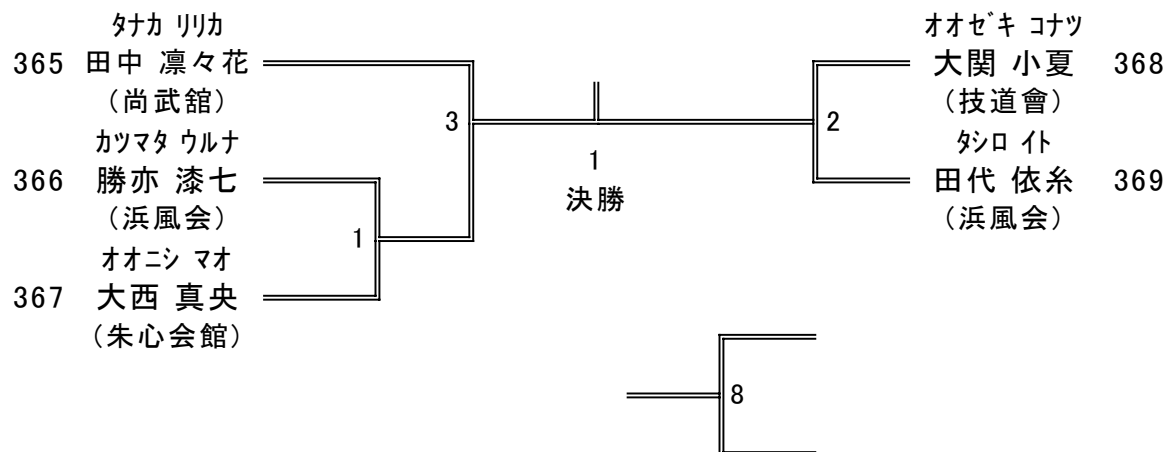 タナカ リリカ
365 田中 凛々花
（尚武舘）
3
カツマタ ウルナ
366 勝亦 漆七
（浜風会）
1
オオニシ マオ
367 大西 真央
（朱心会館）
1
決勝
オオゼキ コナツ
大関 小夏 368
（技道會）
2
タシロ イト
田代 依糸 369
（浜風会）
8